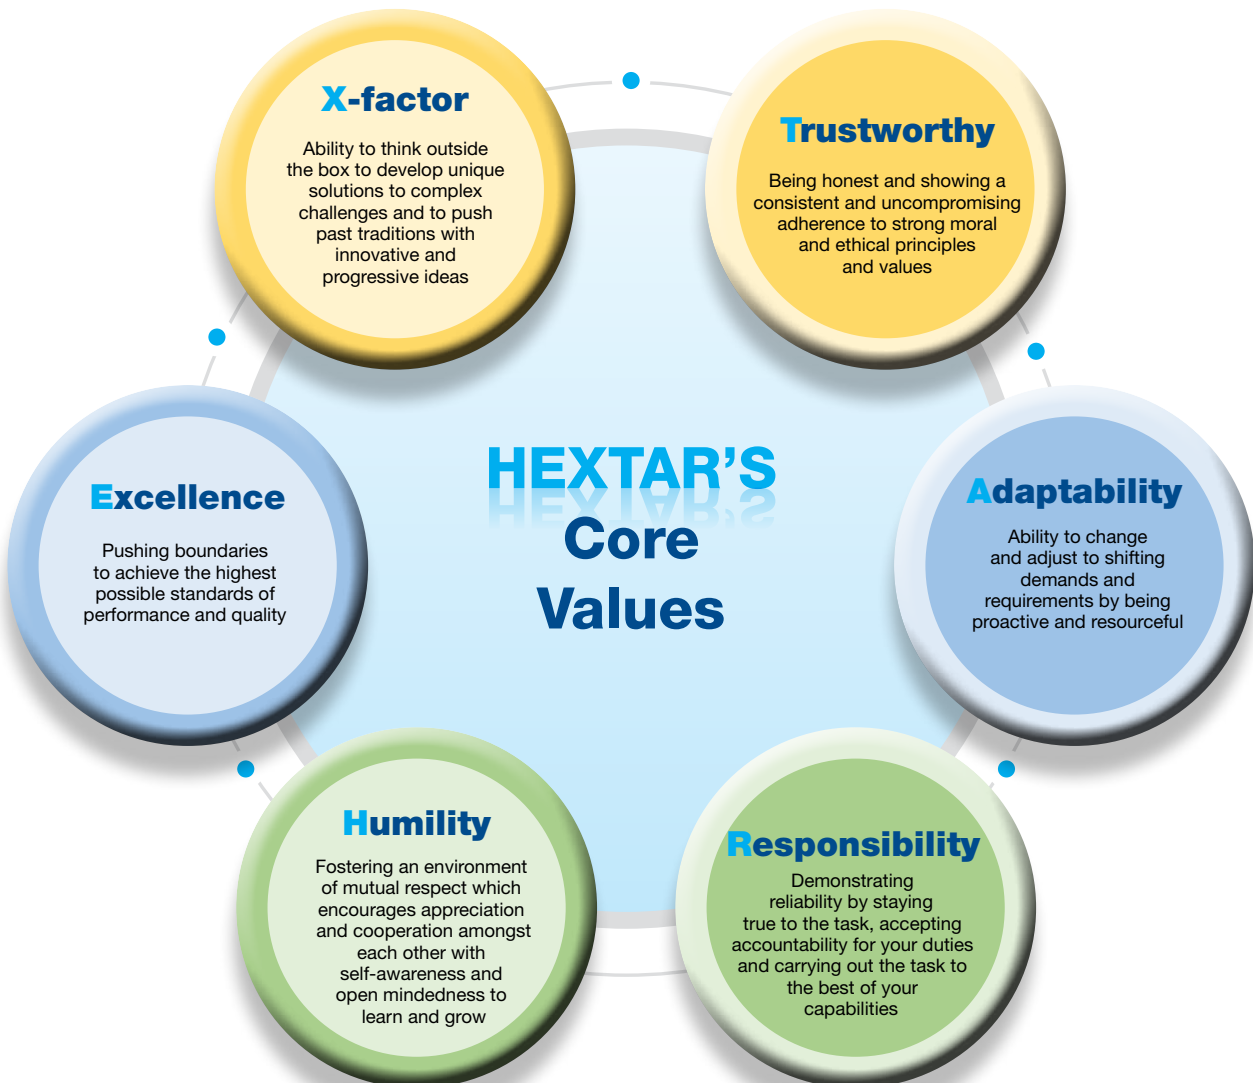 HEXTAR’S
Core
Values
Humility
Fostering an environment
of mutual respect which
encourages appreciation
and cooperation amongst
each other with
self-awareness and
open mindedness to
learn and grow
Excellence
Pushing boundaries
to achieve the highest
possible standards of
performance and quality
X-factor
Ability to think outside
the box to develop unique
solutions to complex
challenges and to push
past traditions with
innovative and
progressive ideas
Trustworthy
Being honest and showing a
consistent and uncompromising
adherence to strong moral
and ethical principles
and values
Adaptability
Ability to change
and adjust to shifting
demands and
requirements by being
proactive and resourceful
Responsibility
Demonstrating
reliability by staying
true to the task, accepting
accountability for your duties
and carrying out the task to
the best of your
capabilities